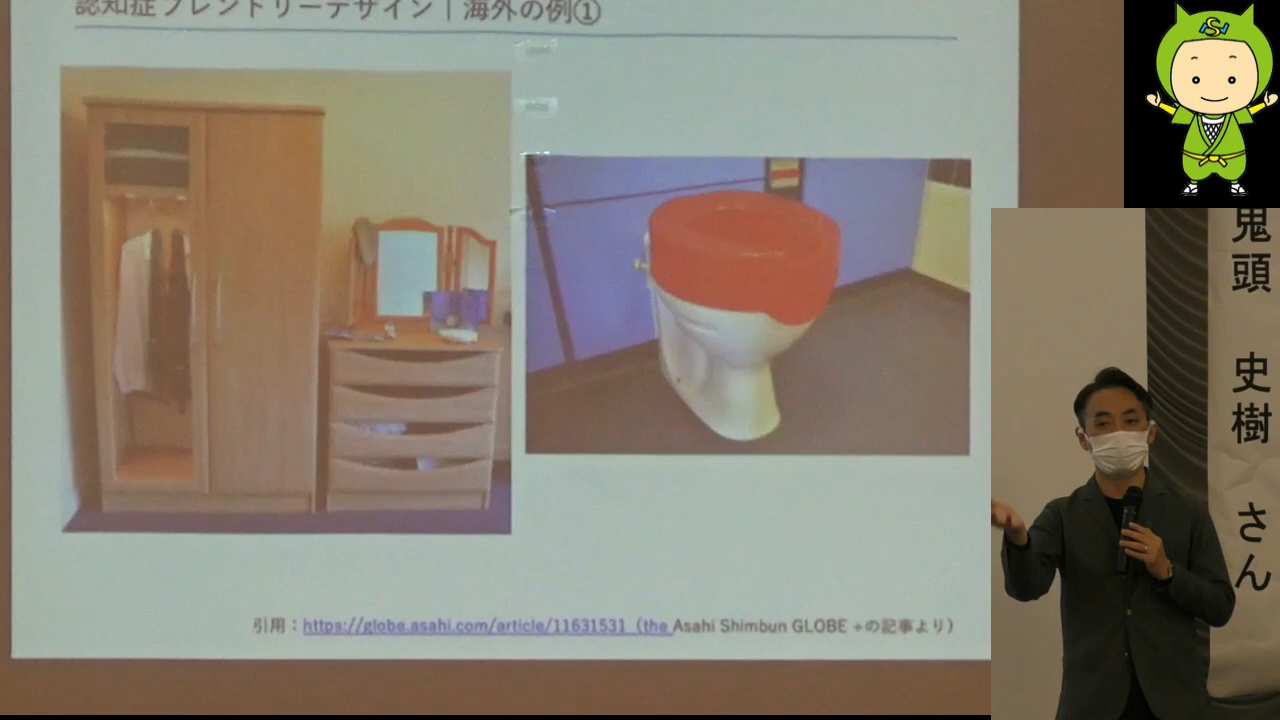 認知症フレンドリーデザイン｜海外の例①
引用：https://globe.asahi.com/article/11631531（the Asahi Shimbun GLOBE +の記事より）
S
鬼頭 史樹 さん